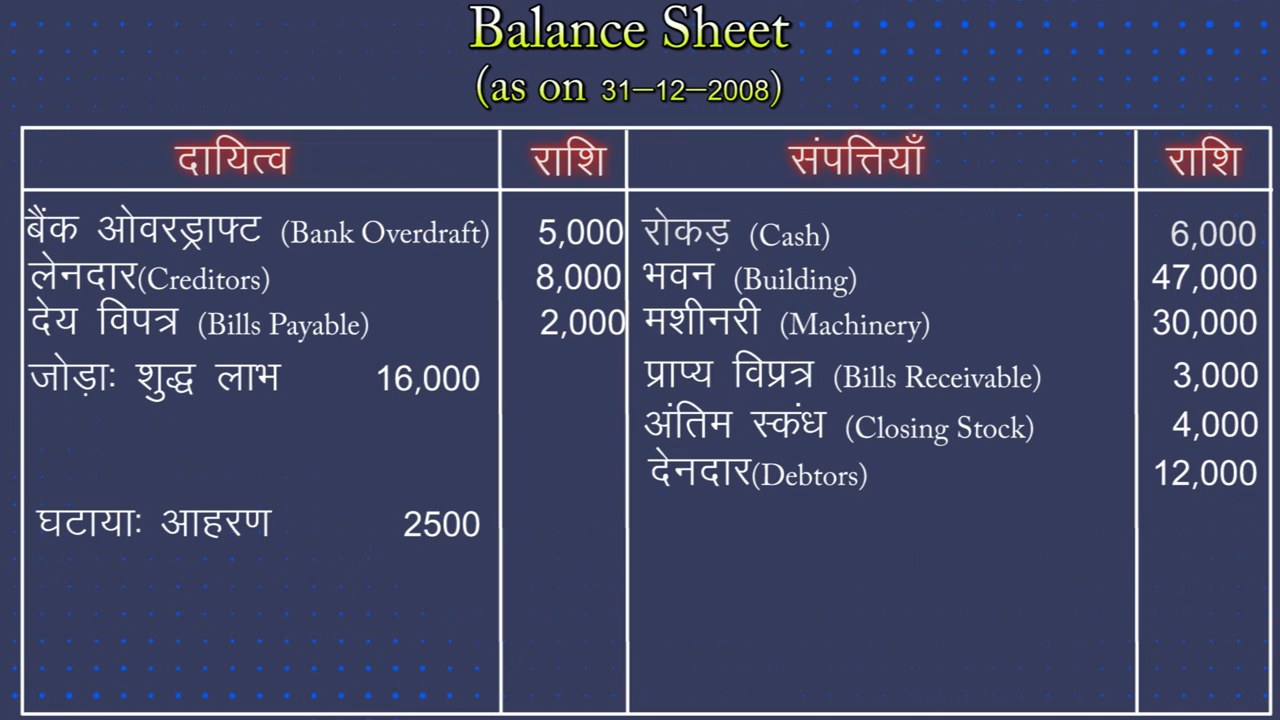 Balance Sheet
(as on 31–12–2008)
दायित्व राशि संपत्तियाँ राशि
बैंक ओवरड्राफ्ट (Bank Overdraft) 5,000 रोकड़ (Cash) 6,000
लेनदार(Creditors) 8,000 भवन (Building) 47,000
देय विपत्र (Bills Payable) 2,000 मशीनरी (Machinery) 30,000
जोड़ाः शुद्ध लाभ 16,000 प्राप्य विप्रत्र (Bills Receivable) 3,000
अंतिम स्कंध (Closing Stock) 4,000
देनदार(Debtors) 12,000
घटायाः आहरण 2500